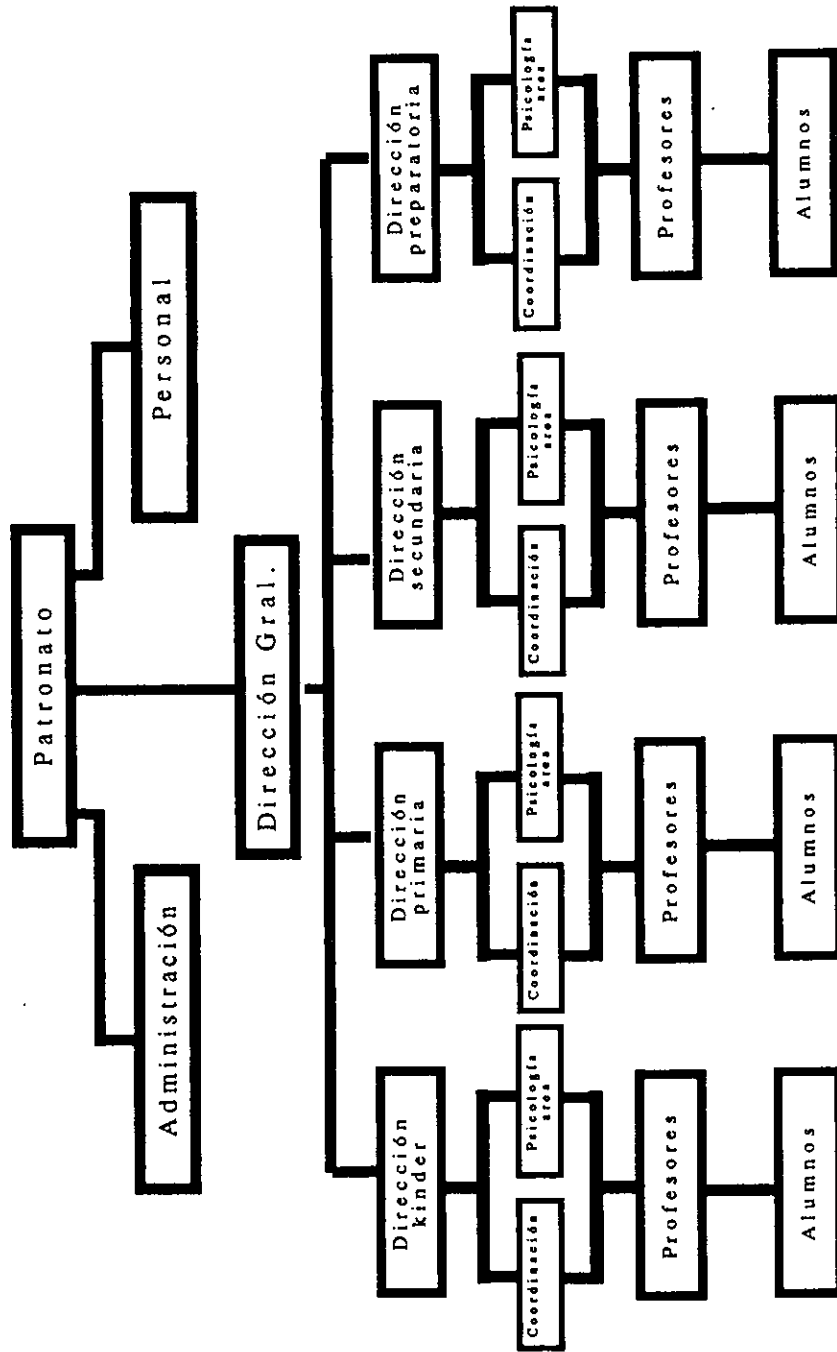 Patronato
Administración
Personal
Dirección Gral.
Dirección
kinder
Dirección
primaria
Dirección
secundaria
Dirección
preparatoria
Coordinación
Psicología
area
Coordinación
Psicología
area
Coordinación
Psicología
area
Coordinación
Psicología
area
Profesores
Profesores
Profesores
Profesores
Alumnos
Alumnos
Alumnos
Alumnos